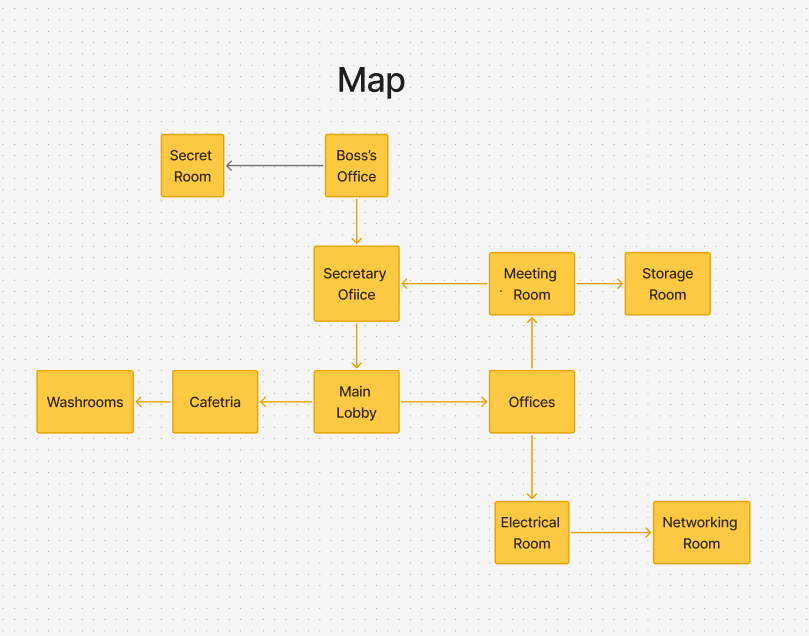 Map
Secret
Room
Boss's
Office
Secretary
Ofiice
Meeting
Room
Storage
Room
Washrooms
Cafetria
Main
Lobby
Offices
Electrical
Room
Networking
Room